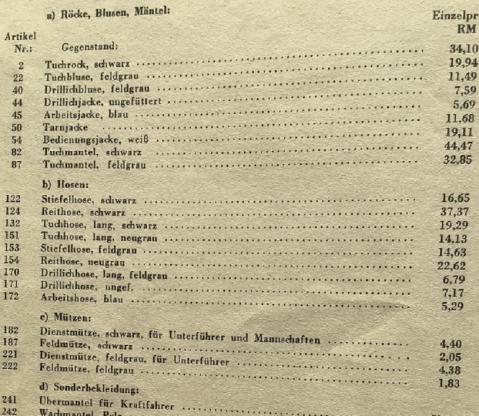 a) Röcke, Blusen, Mäntel:
Einzelpr
Artikel RM
Nr.: Gegenstand:
2 Tuchrock, schwarz 34,10
22 Tuchbluse, feldgrau 19,94
40 Drillichbluse, feldgrau 11,49
44 Drillichjacke, ungefüttert 7,59
45 Arbeitsjacke, blau 5,69
50 Tarnjacke 11,68
54 Bedienungsjacke, weiß 19,11
82 Tuchmantel, schwarz 44,47
87 Tuchmantel, feldgrau 32,85
b) Hosen:
122 Stiefelhose, schwarz 16,65
124 Reithose, schwarz 37,37
132 Tuchhose, lang, schwarz 19,29
151 Tuchhose, lang, neugrau 14,13
153 Stiefelhose, feldgrau 14,63
154 Reithose, neugrau 22,62
170 Drillichhose, lang, feldgrau 6,79
171 Drillichhose, ungef. 7,17
172 Arbeitshose, blau 5,29
c) Mützen:
182 Dienstmütze, schwarz, für Unterführer und Mannschaften 4,40
187 Feldmütze, schwarz 2,05
221 Dienstmütze, feldgrau, für Unterführer 4,38
222 Feldmütze, feldgrau 1,83
d) Sonderbekleidung:
241 Übermantel für Kraftfahrer
242 Wachmantel